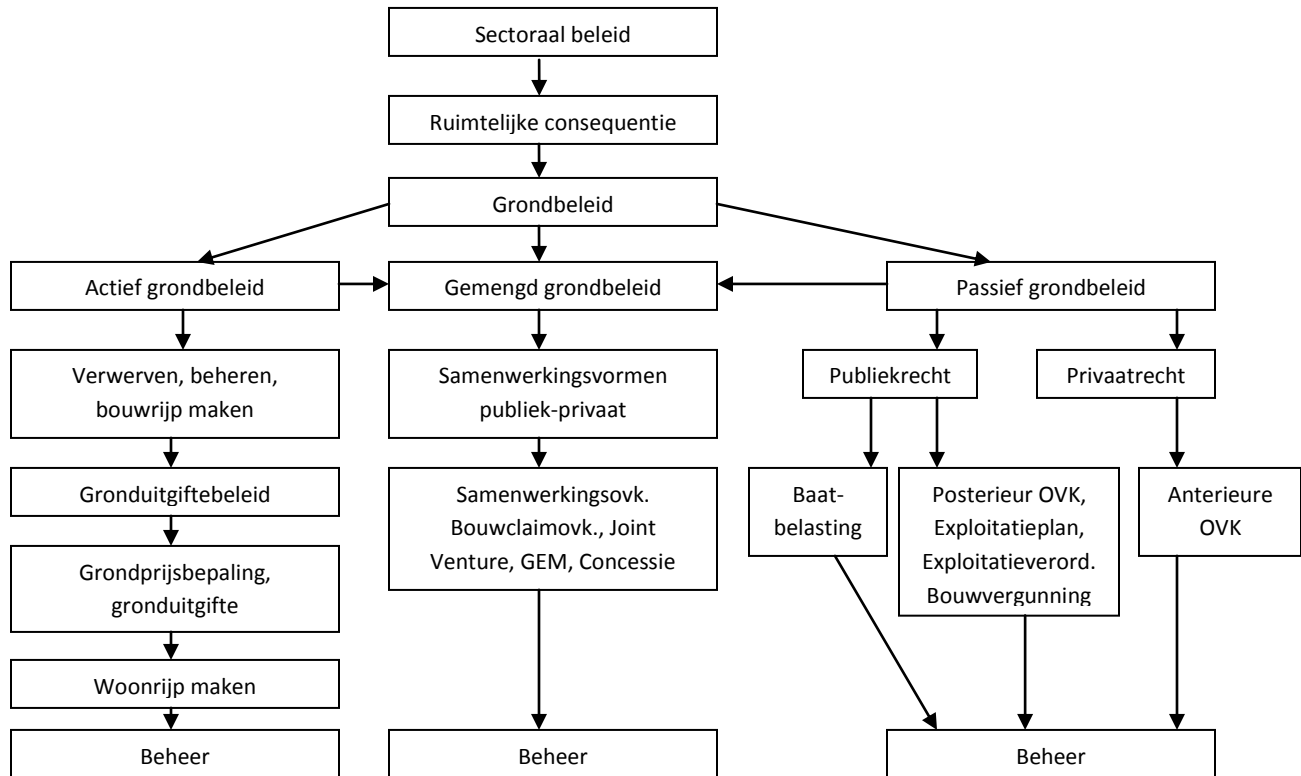 Sectoraal beleid
Ruimtelijke consequentie
Grondbeleid
Actief grondbeleid
Gemengd grondbeleid
Passief grondbeleid
Verwerven, beheren,
bouwrijp maken
Samenwerkingsvormen
publiek-privaat
Publiekrecht
Privaatrecht
Gronduitgiftebeleid
Samenwerkingsovk.
Bouwclaimovk., Joint
Venture, GEM, Concessie
Baat-
belasting
Posterieur OVK,
Exploitatieplan,
Exploitatieverord.
Bouwvergunning
Anterieure
OVK
Grondprijsbepaling,
gronduitgifte
Woonrijp maken
Beheer
Beheer
Beheer